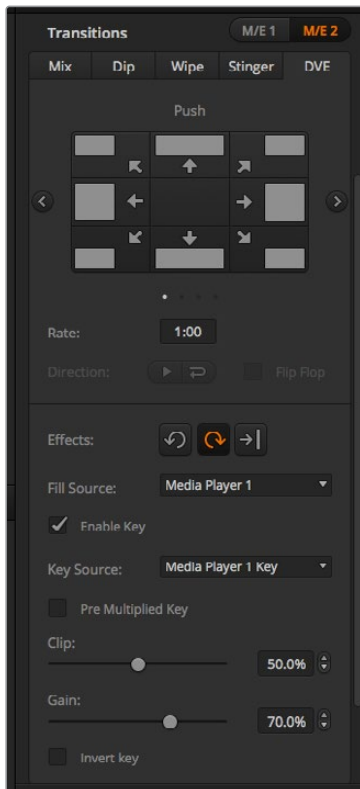 Transitions M/E 1 M/E 2
Mix Dip Wipe Stinger DVE
Push
Rate: 1:00
Direction: Flip Flop
Effects:
Fill Source: Media Player 1
Enable Key
Key Source: Media Player 1 Key
Pre Multiplied Key
Clip:
50.0%
Gain:
70.0%
Invert key